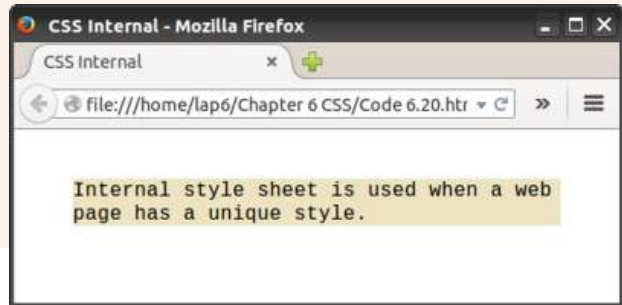 CSS Internal - Mozilla Firefox
CSS Internal
file:///home/lap6/Chapter 6 CSS/Code 6.20.htr
Internal style sheet is used when a web
page has a unique style.